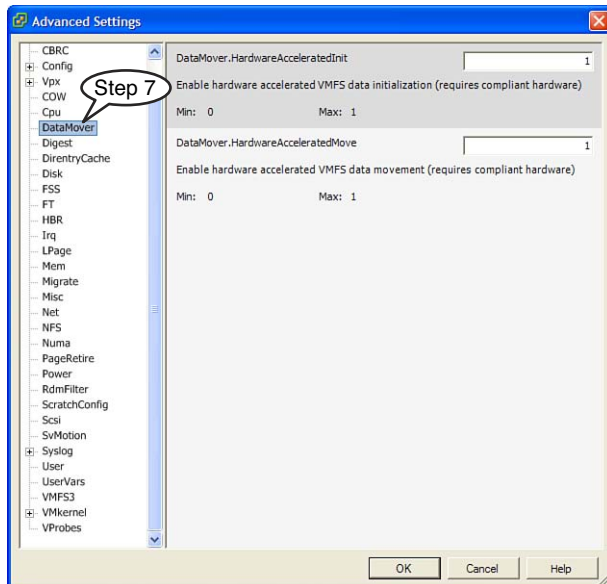 Advanced Settings
CBRC
Config
Vpx
COW
Cpu
DataMover
Digest
DirentryCache
Disk
FSS
FT
HBR
Irq
LPage
Mem
Migrate
Misc
Net
NFS
Numa
PageRetire
Power
RdmFilter
ScratchConfig
Scsi
SvMotion
Syslog
User
UserVars
VMFS3
VMkernel
VProbes
Step 7
DataMover.HardwareAcceleratedInit 1
Enable hardware accelerated VMFS data initialization (requires compliant hardware)
Min: 0 Max: 1
DataMover.HardwareAcceleratedMove 1
Enable hardware accelerated VMFS data movement (requires compliant hardware)
Min: 0 Max: 1
OK Cancel Help